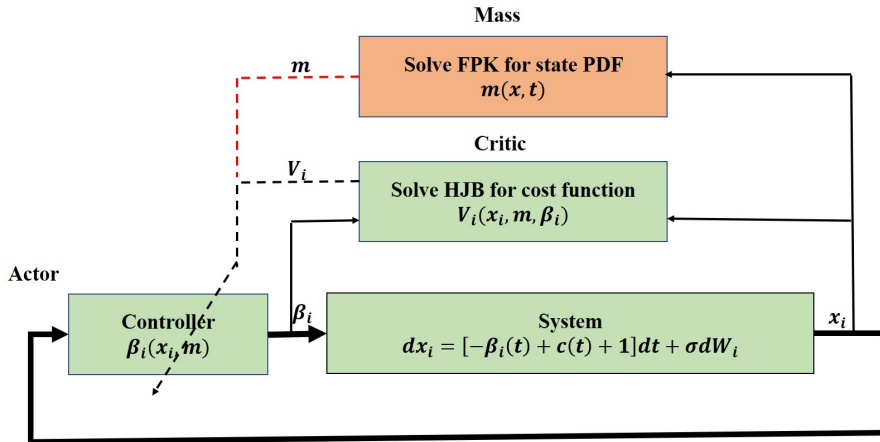 Mass
m
Solve FPK for state PDF
m(x, t)
Critic
V_i
Solve HJB for cost function
V_i(x_i, m, β_i)
Actor
Controller
β_i(x_i, m)
β_i
System
dx_i = [−β_i(t) + c(t) + 1]dt + σdW_i
x_i